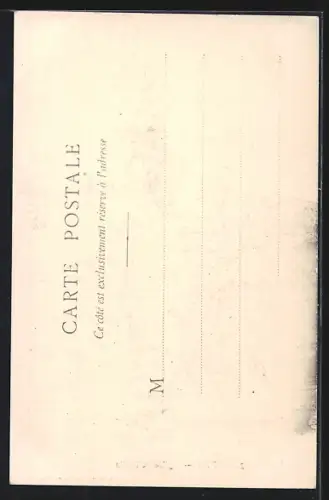 CARTE POSTALE
Ce côté est exclusivement réservé à l'adresse
M